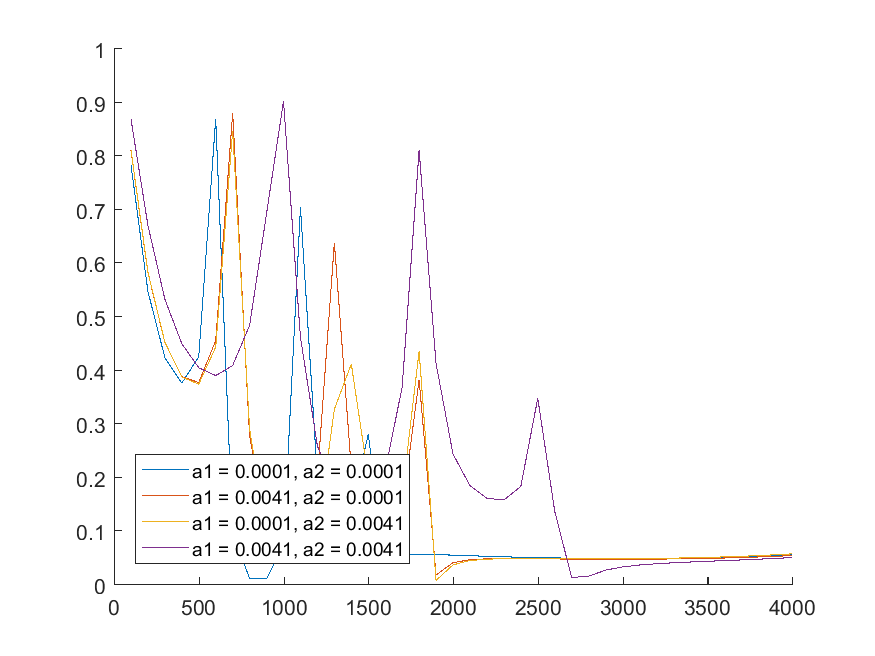 1
0.9
0.8
0.7
0.6
0.5
0.4
0.3
0.2
0.1
0
a1 = 0.0001, a2 = 0.0001
a1 = 0.0041, a2 = 0.0001
a1 = 0.0001, a2 = 0.0041
a1 = 0.0041, a2 = 0.0041
0 500 1000 1500 2000 2500 3000 3500 4000